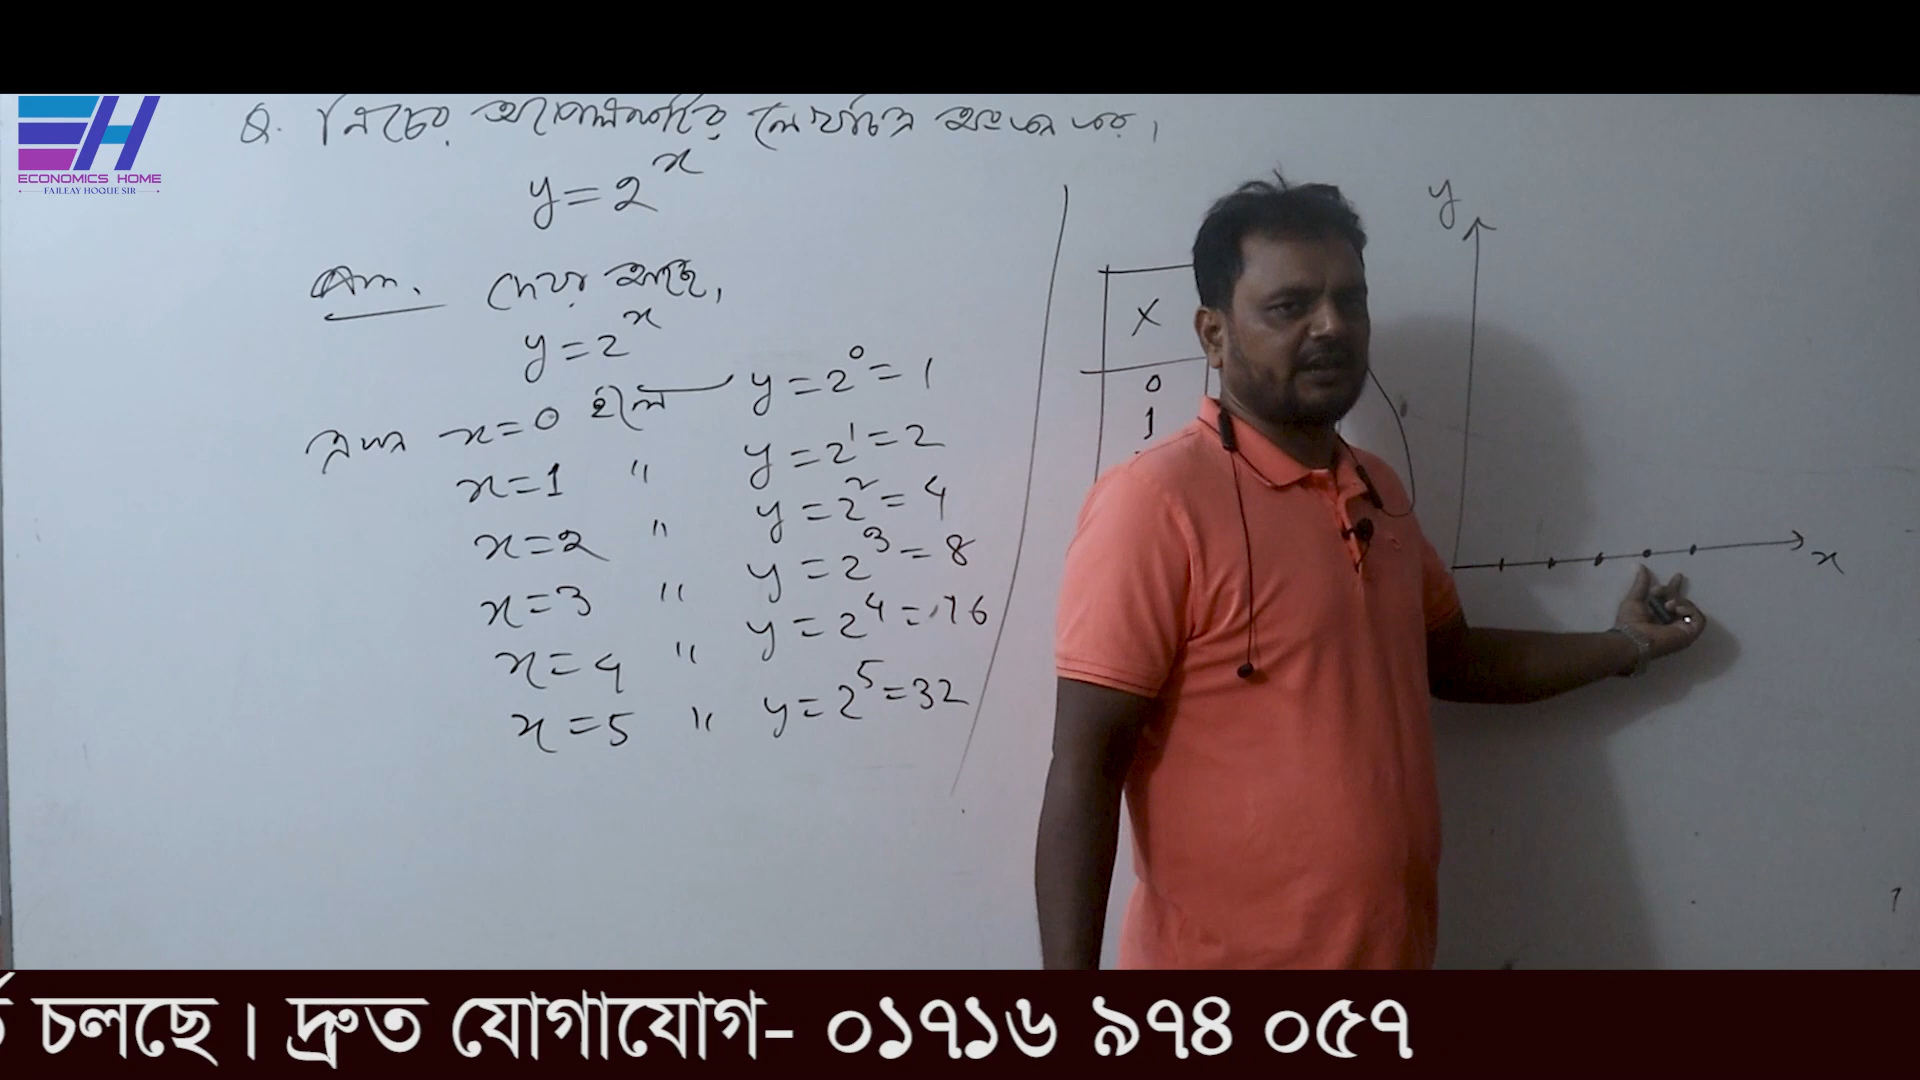 ECONOMICS HOME
FAILEAY HOQUE SIR
Q. নিচের অপেক্ষকটির লেখচিত্র অংকন কর।
y = 2^x
Ans. দেওয়া আছে,
y = 2^x
এখন x = 0 হলে y = 2^0 = 1
x = 1 " y = 2^1 = 2
x = 2 " y = 2^2 = 4
x = 3 " y = 2^3 = 8
x = 4 " y = 2^4 = 16
x = 5 " y = 2^5 = 32
X
0
1
y
x
চলছে। দ্রুত যোগাযোগ- ০১৭১৬ ৯৭৪ ০৫৭